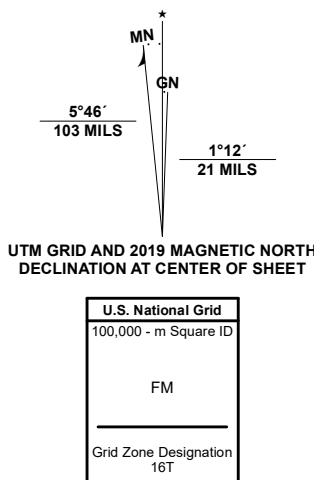 ★
MN
GN
5°46´
103 MILS
1°12´
21 MILS
UTM GRID AND 2019 MAGNETIC NORTH
DECLINATION AT CENTER OF SHEET
U.S. National Grid
100,000 - m Square ID
FM
Grid Zone Designation
16T